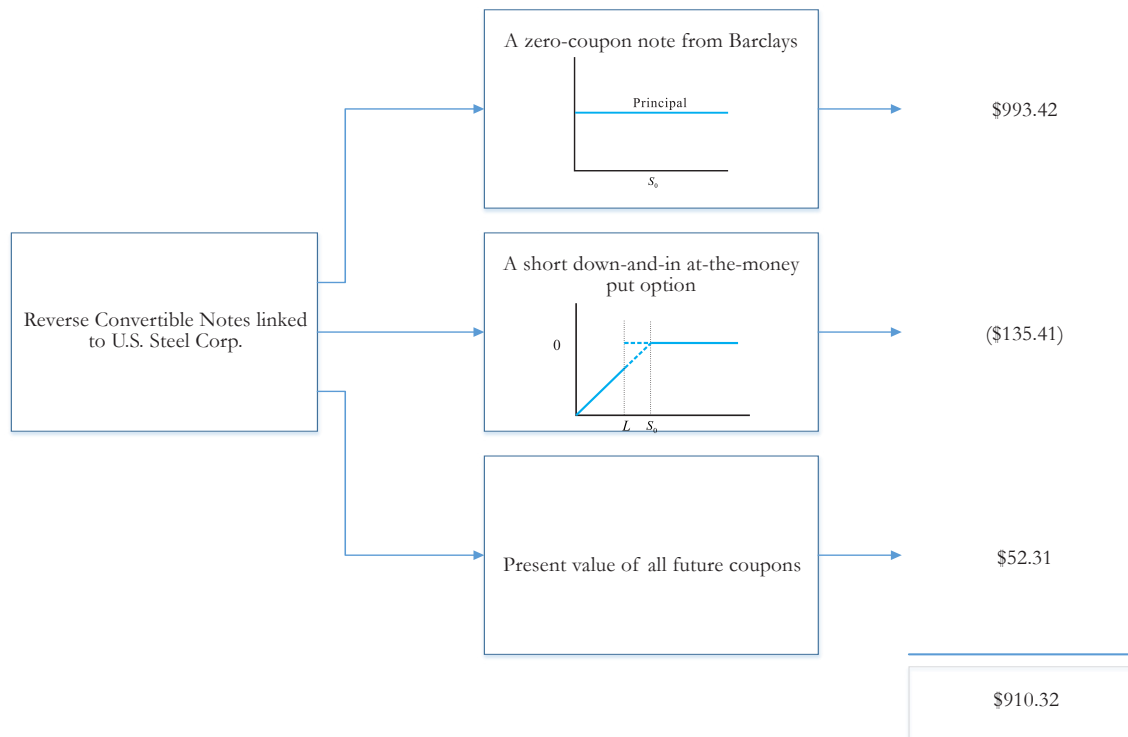 A zero-coupon note from Barclays
Principal
S₀
$993.42
Reverse Convertible Notes linked
to U.S. Steel Corp.
A short down-and-in at-the-money
put option
0
L S₀
($135.41)
Present value of all future coupons
$52.31
$910.32